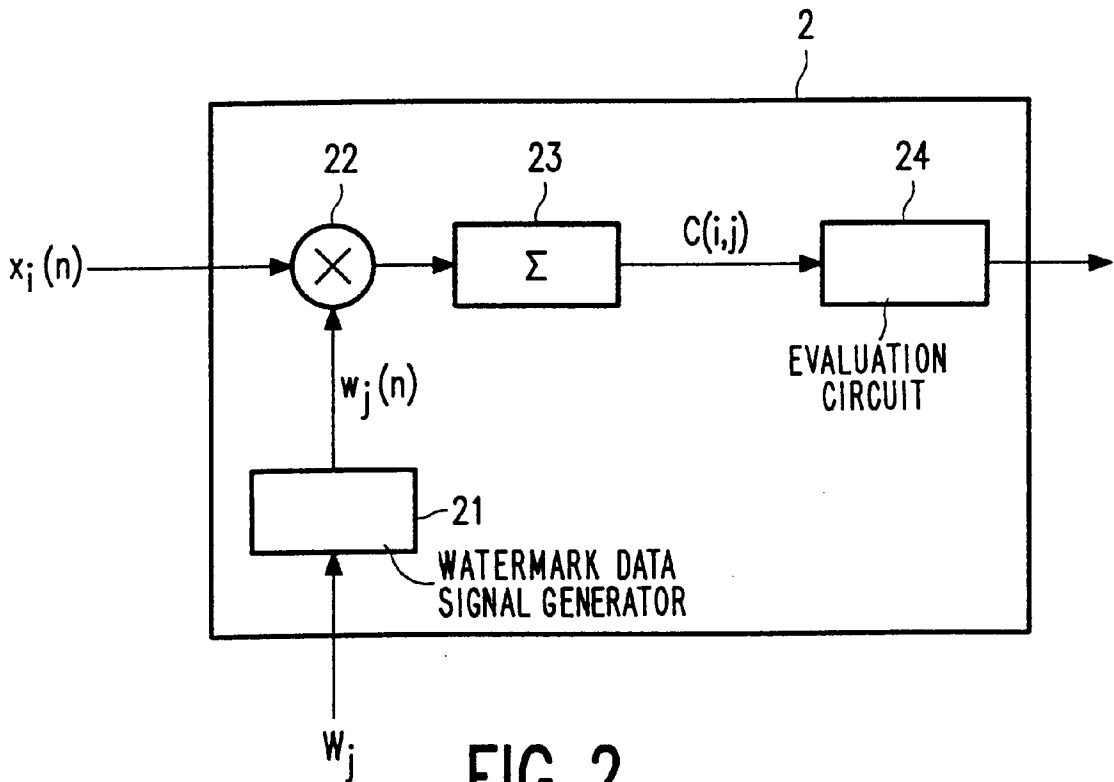 2
22
23
24
x_i(n)
Σ
C(i,j)
EVALUATION
CIRCUIT
w_j(n)
21
WATERMARK DATA
SIGNAL GENERATOR
W_j
FIG. 2